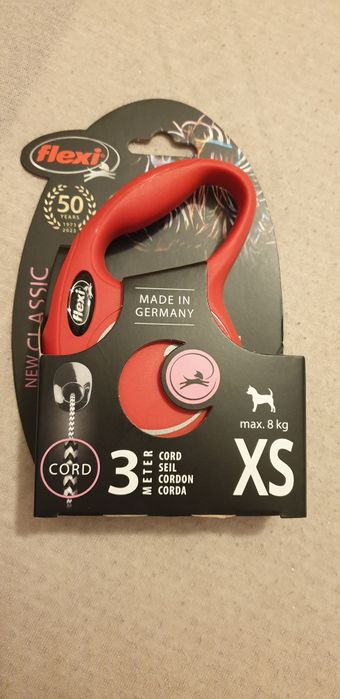 flexi
50
YEARS
1973
2023
NEW CLASSIC
flexi
MADE IN
GERMANY
max. 8 kg
XS
CORD
3
METER
CORD
SEIL
CORDON
CORDA